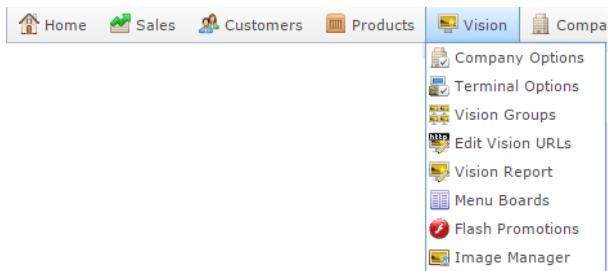 Home Sales Customers Products Vision Compa
Company Options
Terminal Options
Vision Groups
http Edit Vision URLs
Vision Report
Menu Boards
Flash Promotions
Image Manager